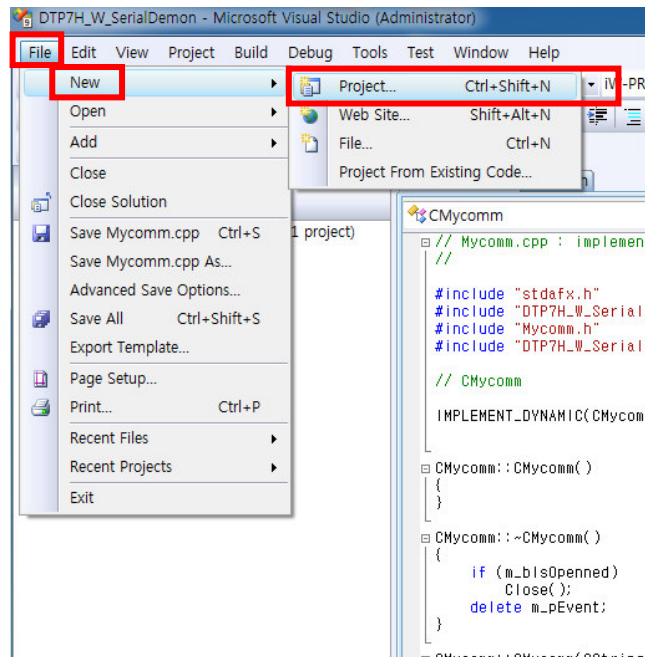 DTP7H_W_SerialDemon - Microsoft Visual Studio (Administrator)
File Edit View Project Build Debug Tools Test Window Help
New
Open
Add
Close
Close Solution
Save Mycomm.cpp Ctrl+S
Save Mycomm.cpp As...
Advanced Save Options...
Save All Ctrl+Shift+S
Export Template...
Page Setup...
Print... Ctrl+P
Recent Files
Recent Projects
Exit
Project... Ctrl+Shift+N
Web Site... Shift+Alt+N
File... Ctrl+N
Project From Existing Code...
1 project)
CMycomm
// Mycomm.cpp : implemen
//
#include "stdafx.h"
#include "DTP7H_W_Serial
#include "Mycomm.h"
#include "DTP7H_W_Serial
// CMycomm
IMPLEMENT_DYNAMIC(CMycom
CMycomm::CMycomm()
{
}
CMycomm::~CMycomm()
{
if (m_bIsOpenned)
Close();
delete m_pEvent;
}